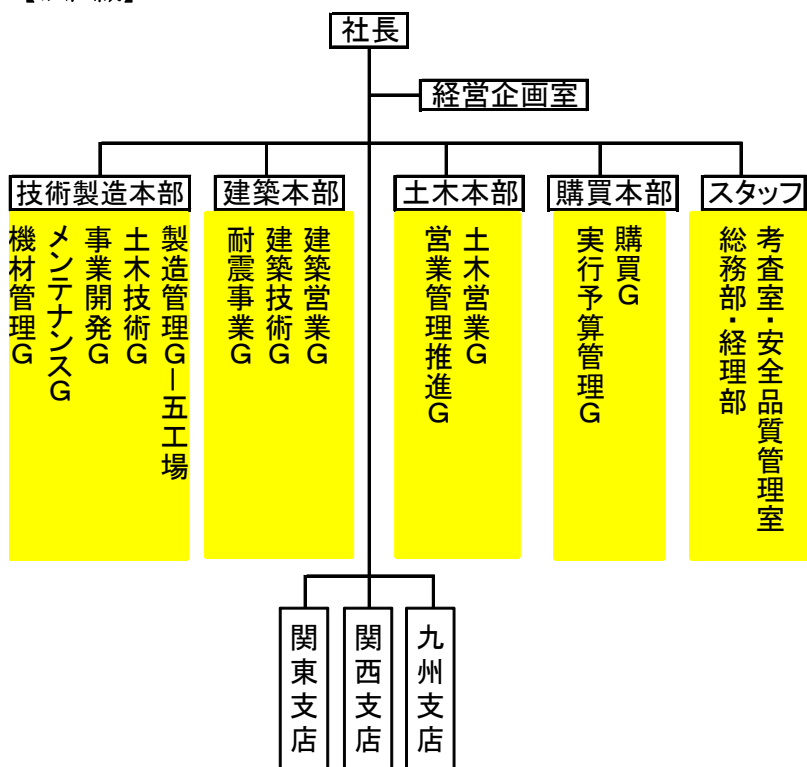 社長
経営企画室
技術製造本部
製造管理G－五工場
土木技術G
事業開発G
メンテナンスG
機材管理G
建築本部
建築営業G
建築技術G
耐震事業G
土木本部
土木営業G
営業管理推進G
購買本部
購買G
実行予算管理G
スタッフ
考査室・安全品質管理室
総務部・経理部
関東支店
関西支店
九州支店